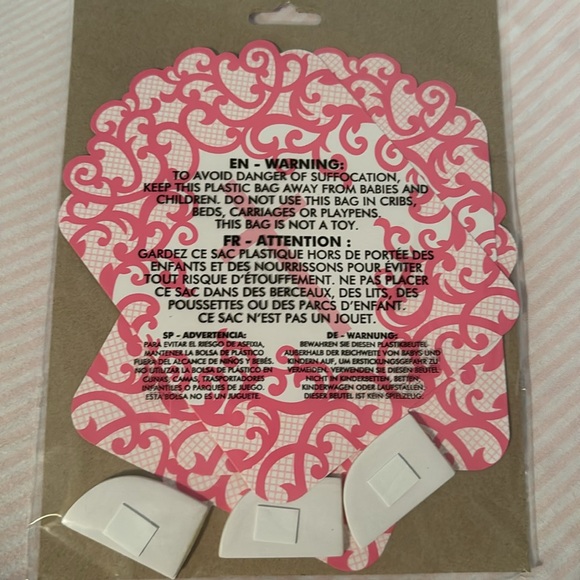 EN - WARNING:
TO AVOID DANGER OF SUFFOCATION,
KEEP THIS PLASTIC BAG AWAY FROM BABIES AND
CHILDREN. DO NOT USE THIS BAG IN CRIBS,
BEDS, CARRIAGES OR PLAYPENS.
THIS BAG IS NOT A TOY.
FR - ATTENTION :
GARDEZ CE SAC PLASTIQUE HORS DE PORTÉE DES
ENFANTS ET DES NOURRISSONS POUR ÉVITER
TOUT RISQUE D'ÉTOUFFEMENT. NE PAS PLACER
CE SAC DANS DES BERCEAUX, DES LITS, DES
POUSSETTES OU DES PARCS D'ENFANT.
CE SAC N'EST PAS UN JOUET.
SP - ADVERTENCIA:
PARA EVITAR EL RIESGO DE ASFIXIA,
MANTENER LA BOLSA DE PLÁSTICO
FUERA DEL ALCANCE DE NIÑOS Y BEBÉS.
NO UTILIZAR LA BOLSA DE PLÁSTICO EN
CUNAS, CAMAS, TRASPORTADORES
INFANTILES O PARQUES DE JUEGO.
ESTA BOLSA NO ES UN JUGUETE.
DE - WARNUNG:
BEWAHREN SIE DIESEN PLASTIKBEUTEL
AUßERHALB DER REICHWEITE VON BABYS UND
KINDERN AUF, UM ERSTICKUNGSGEFAHR ZU
VERMEIDEN. VERWENDEN SIE DIESEN BEUTEL
NICHT IN KINDERBETTEN, BETTEN,
KINDERWAGEN ODER LAUFSTÄLLEN.
DIESER BEUTEL IST KEIN SPIELZEUG.